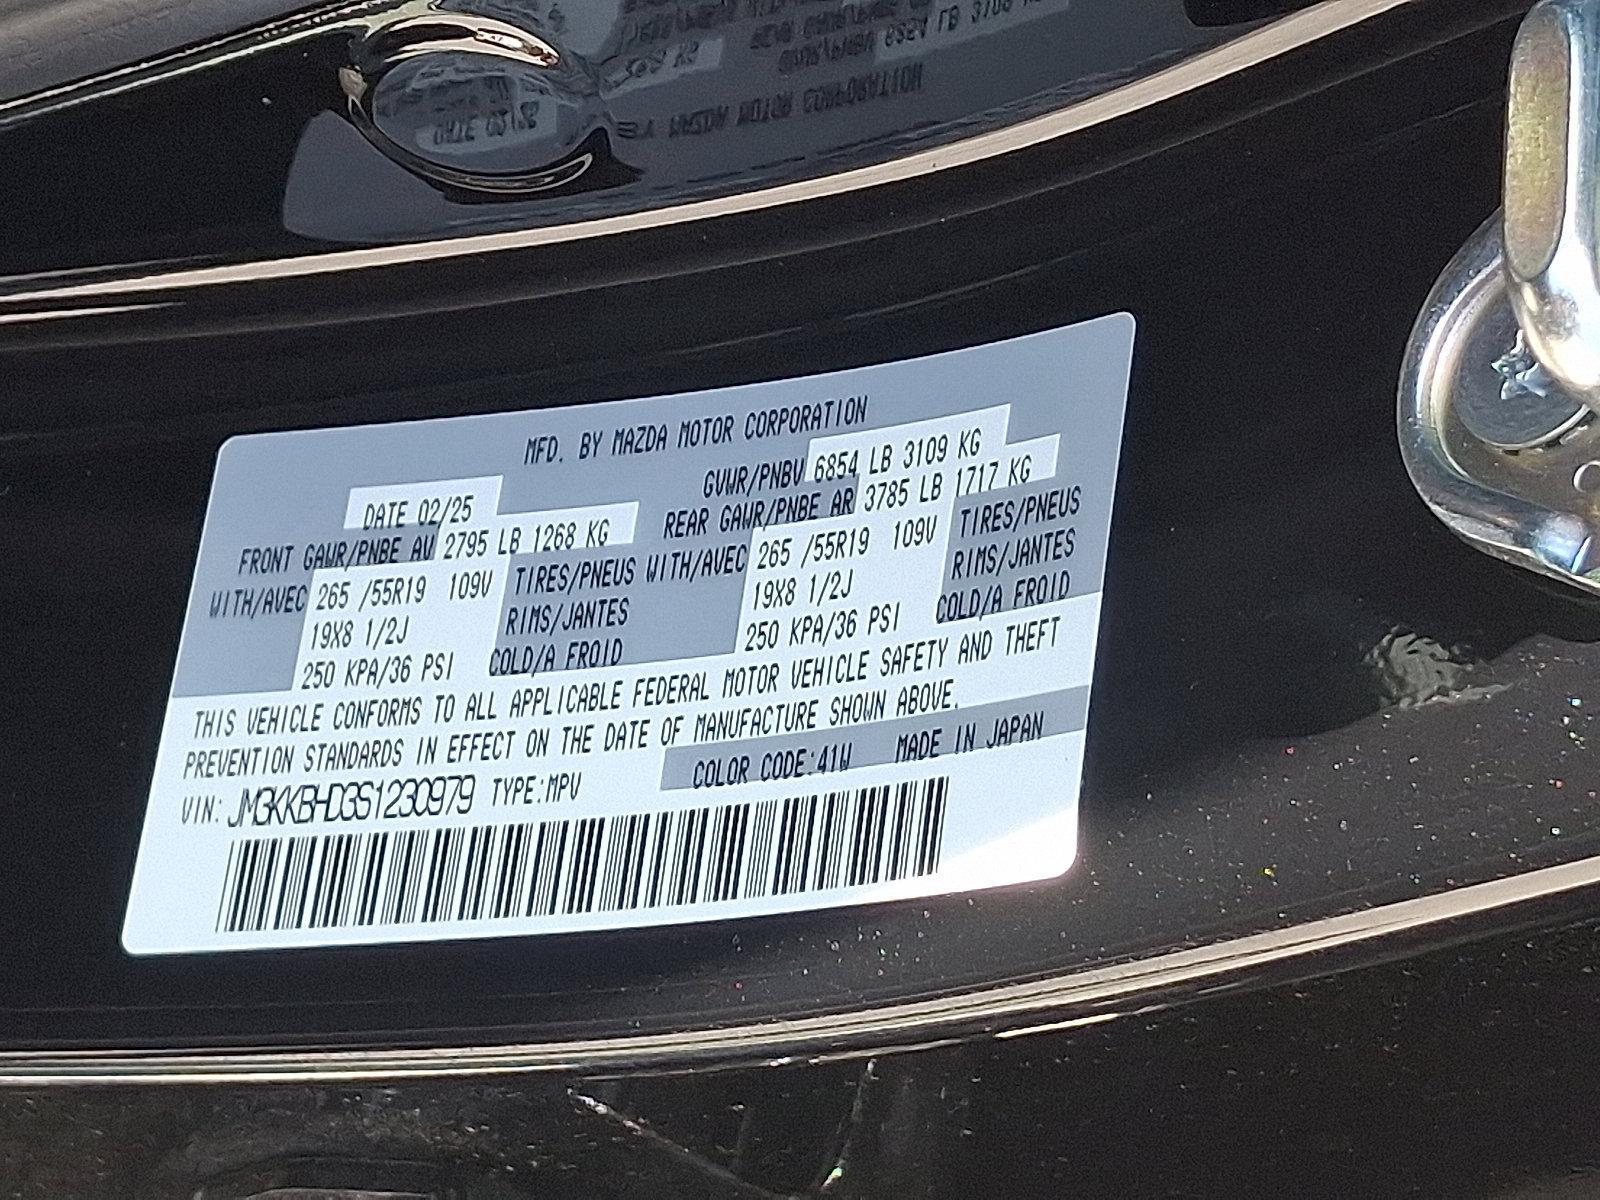 MFD. BY MAZDA MOTOR CORPORATION
DATE 02/25 GVWR/PNBV 6854 LB 3109 KG
FRONT GAWR/PNBE AV 2795 LB 1268 KG REAR GAWR/PNBE AR 3785 LB 1717 KG
WITH/AVEC 265 /55R19 109V TIRES/PNEUS WITH/AVEC 265 /55R19 109V TIRES/PNEUS
19X8 1/2J RIMS/JANTES 19X8 1/2J RIMS/JANTES
250 KPA/36 PSI COLD/A FROID 250 KPA/36 PSI COLD/A FROID
THIS VEHICLE CONFORMS TO ALL APPLICABLE FEDERAL MOTOR VEHICLE SAFETY AND THEFT
PREVENTION STANDARDS IN EFFECT ON THE DATE OF MANUFACTURE SHOWN ABOVE.
VIN: JM3KKBHD3S1230979 TYPE:MPV COLOR CODE:41W MADE IN JAPAN